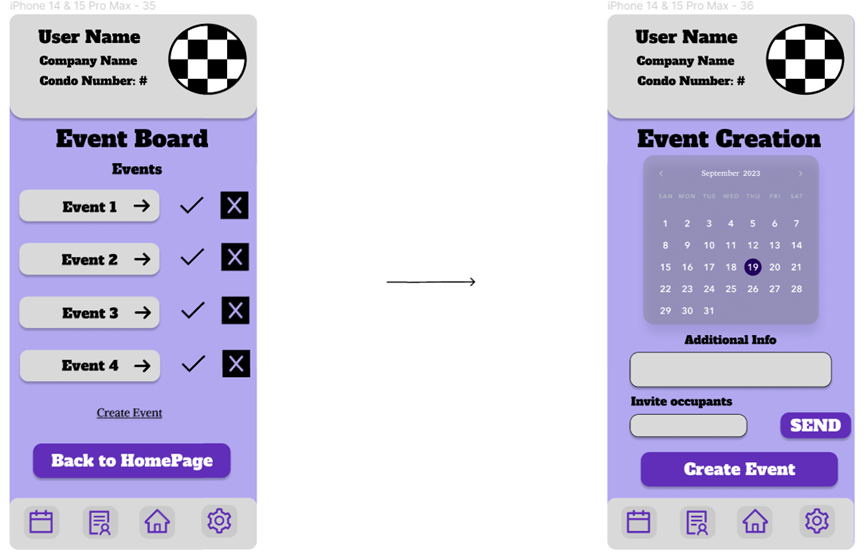 iPhone 14 & 15 Pro Max - 35
User Name
Company Name
Condo Number: #
Event Board
Events
Event 1
X
Event 2
X
Event 3
X
Event 4
X
Create Event
Back to HomePage
iPhone 14 & 15 Pro Max - 36
User Name
Company Name
Condo Number: #
Event Creation
September 2023
SAN MON TUE WED THU FRI SAT
1 2 3 4 5 6 7
8 9 10 11 12 13 14
15 16 17 18 19 20 21
22 23 24 25 26 27 28
29 30 31
Additional Info
Invite occupants
SEND
Create Event